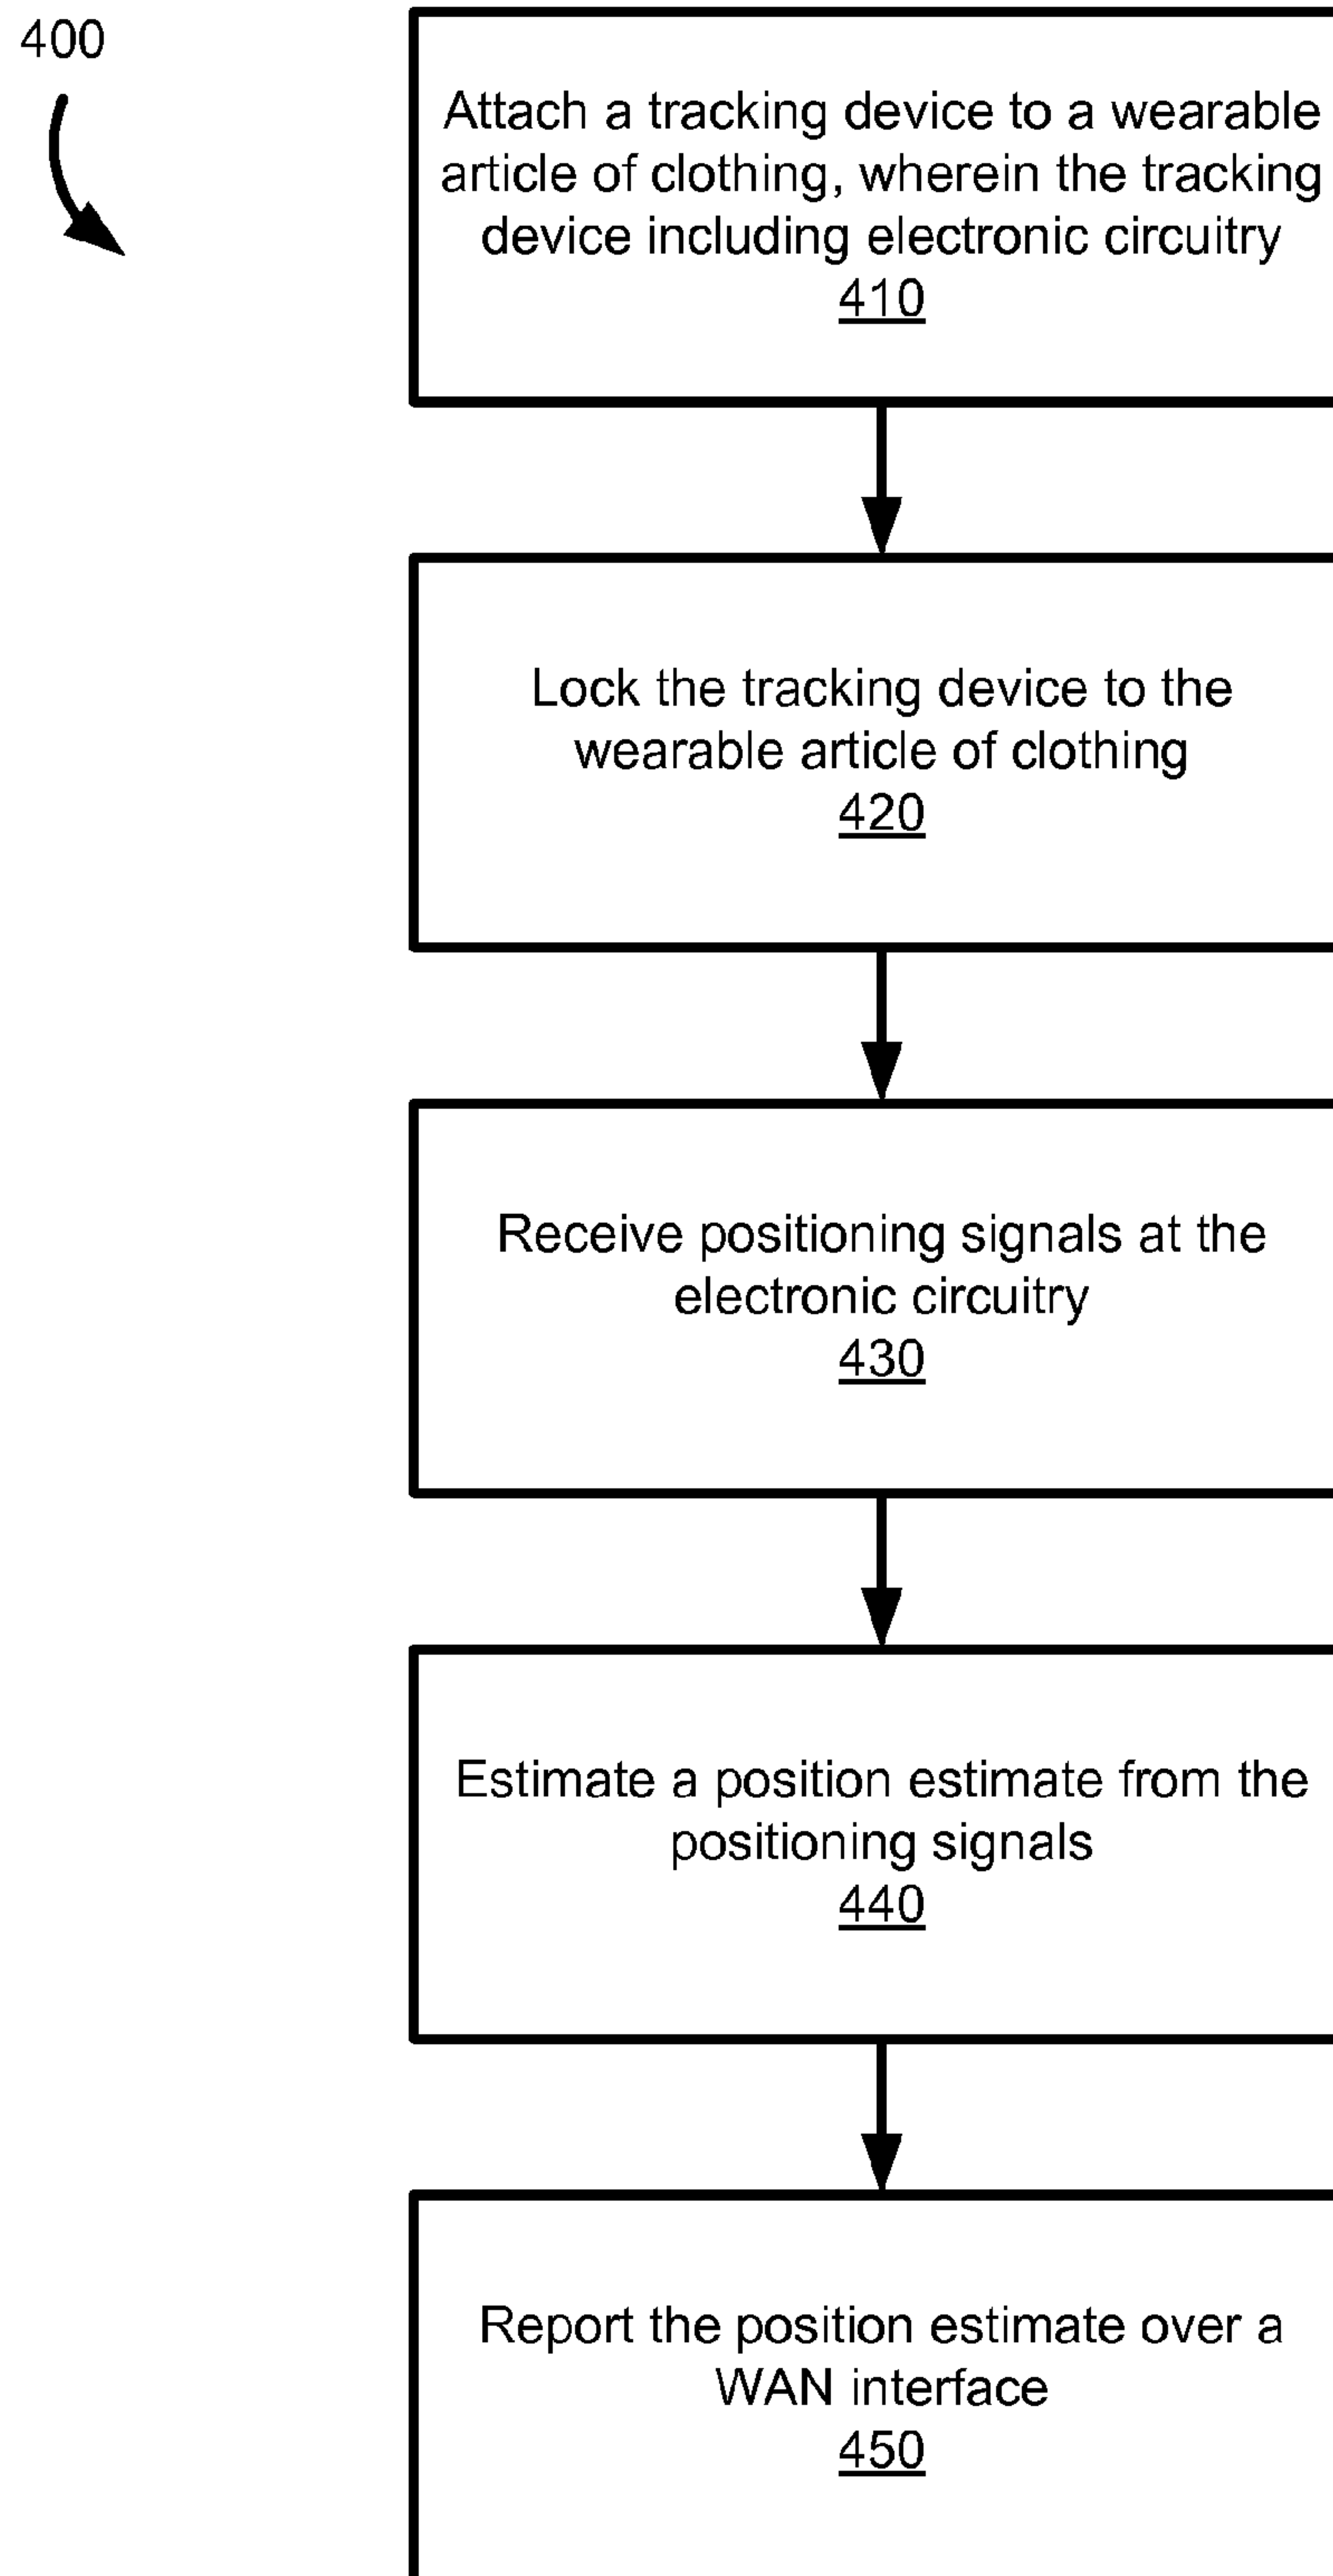 400
Attach a tracking device to a wearable
article of clothing, wherein the tracking
device including electronic circuitry
410
Lock the tracking device to the
wearable article of clothing
420
Receive positioning signals at the
electronic circuitry
430
Estimate a position estimate from the
positioning signals
440
Report the position estimate over a
WAN interface
450